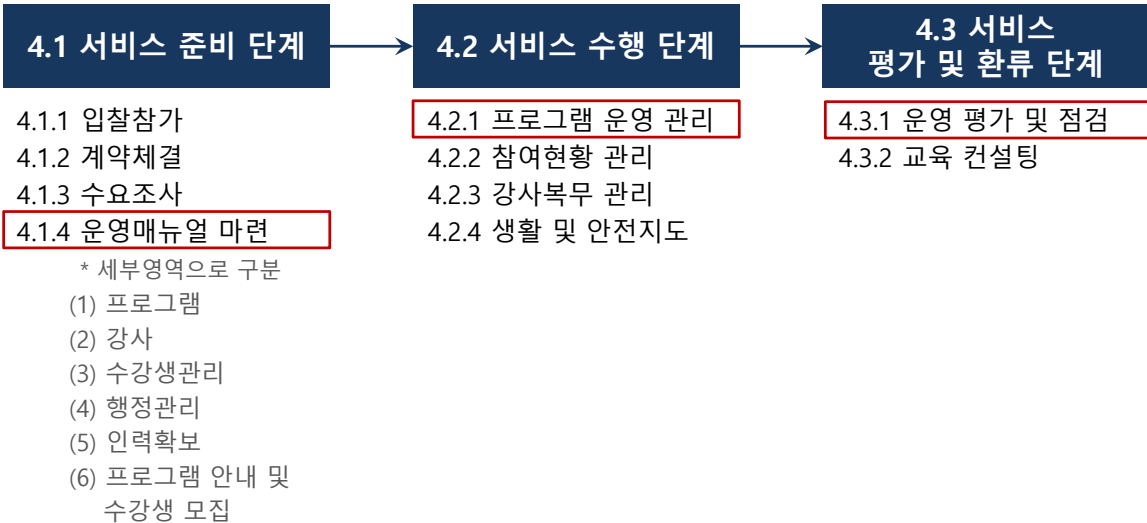 4.1 서비스 준비 단계
4.1.1 입찰참가
4.1.2 계약체결
4.1.3 수요조사
4.1.4 운영매뉴얼 마련
* 세부영역으로 구분
(1) 프로그램
(2) 강사
(3) 수강생관리
(4) 행정관리
(5) 인력확보
(6) 프로그램 안내 및
수강생 모집
4.2 서비스 수행 단계
4.2.1 프로그램 운영 관리
4.2.2 참여현황 관리
4.2.3 강사복무 관리
4.2.4 생활 및 안전지도
4.3 서비스
평가 및 환류 단계
4.3.1 운영 평가 및 점검
4.3.2 교육 컨설팅